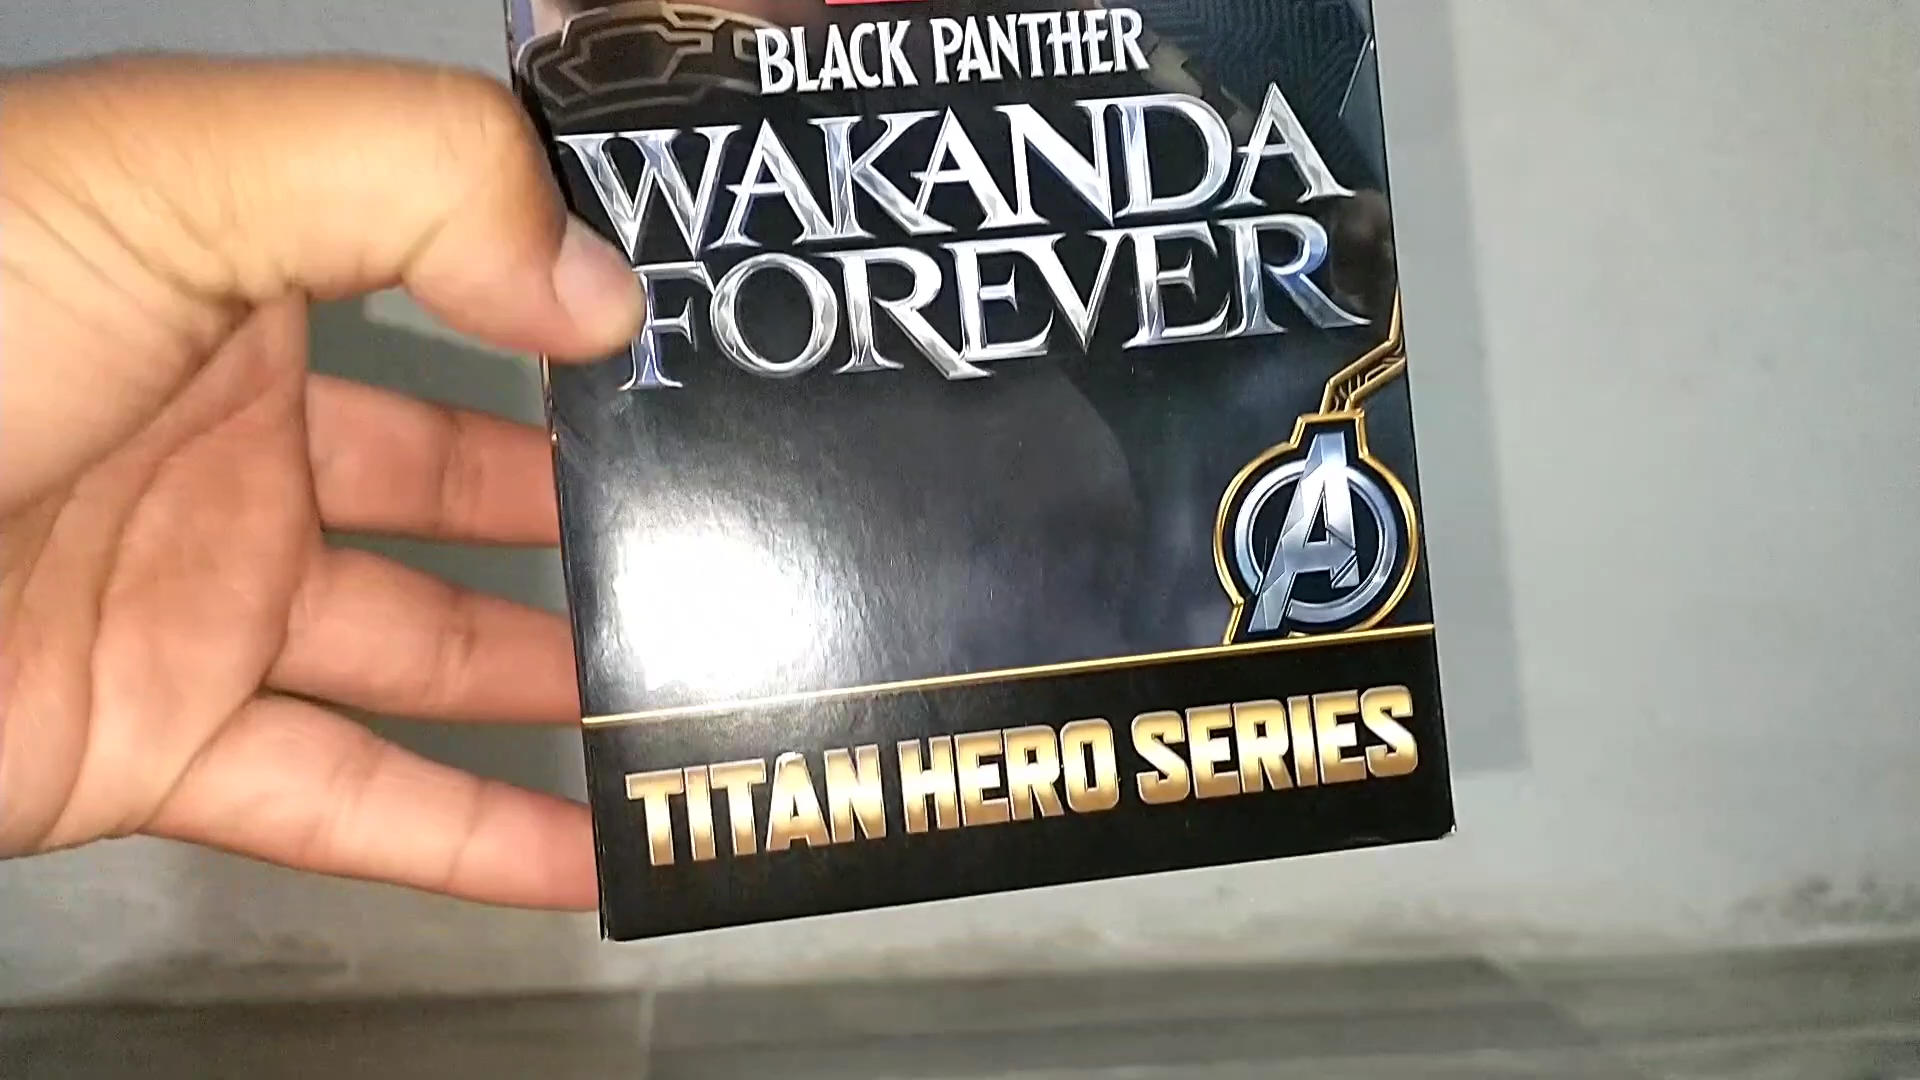 BLACK PANTHER
WAKANDA
FOREVER
A
TITAN HERO SERIES